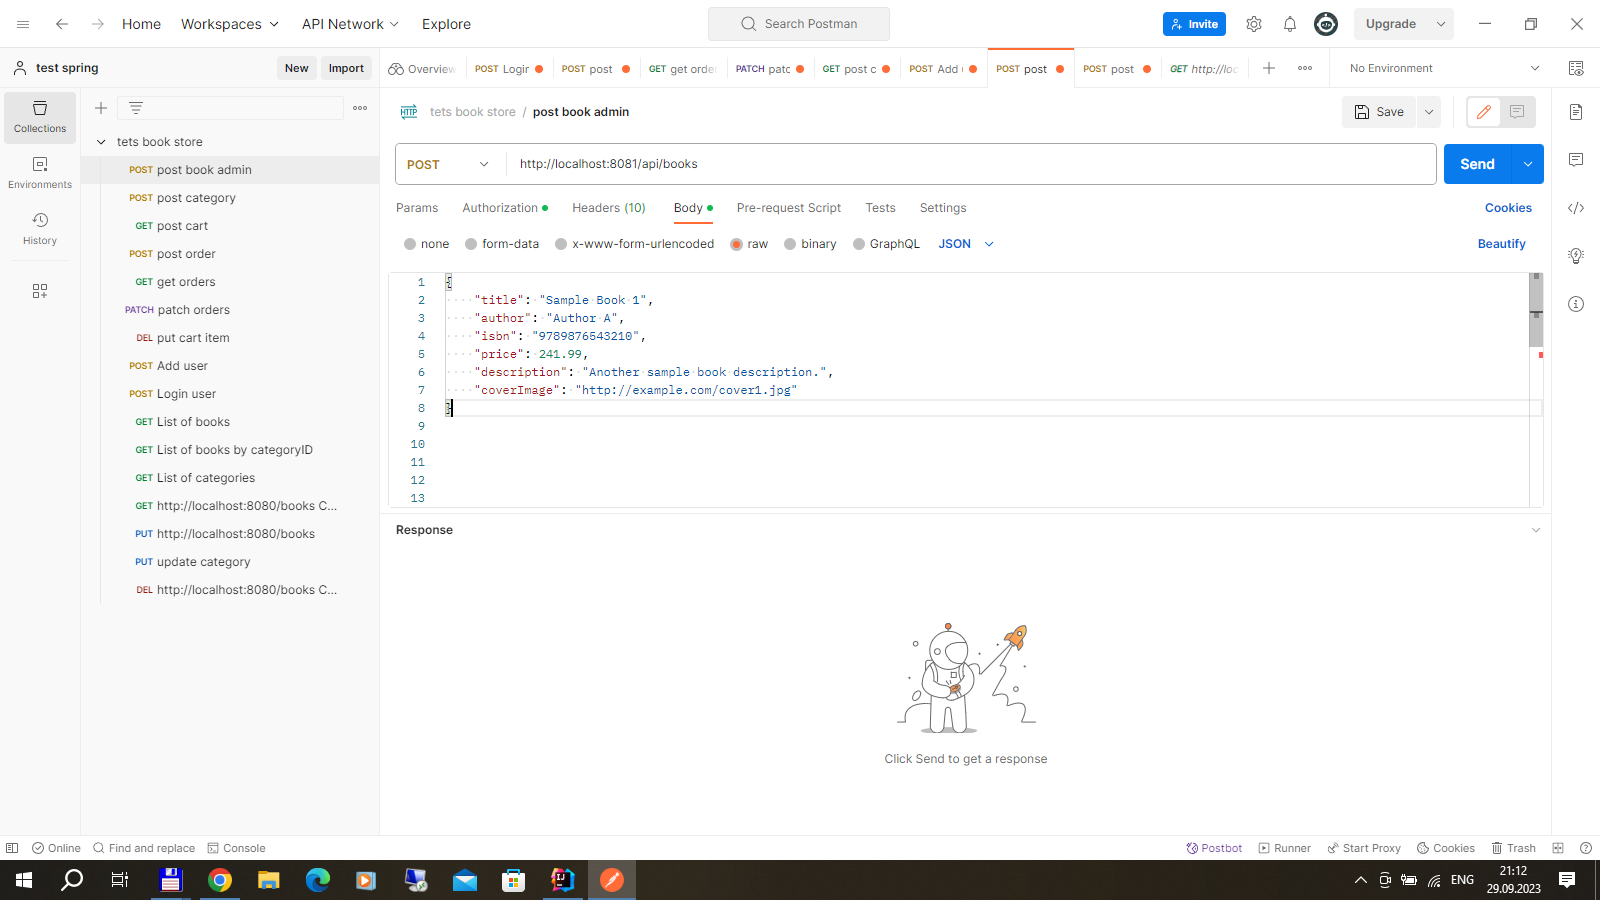 Home Workspaces API Network Explore Search Postman Invite Upgrade
test spring New Import Overview POST Login POST post GET get orde PATCH patc POST post c POST Add POST post POST post GET http://loc No Environment
Collections
Environments
History
tets book store
POST post book admin
POST post category
GET post cart
POST post order
GET get orders
PATCH patch orders
DEL put cart item
POST Add user
POST Login user
GET List of books
GET List of books by categoryID
GET List of categories
GET http://localhost:8080/books C...
PUT http://localhost:8080/books
PUT update category
DEL http://localhost:8080/books C...
HTTP tets book store / post book admin Save
POST http://localhost:8081/api/books Send
Params Authorization Headers (10) Body Pre-request Script Tests Settings Cookies
none form-data x-www-form-urlencoded raw binary GraphQL JSON Beautify
1 {
2 "title": "Sample Book 1",
3 "author": "Author A",
4 "isbn": "9789876543210",
5 "price": 241.99,
6 "description": "Another sample book description.",
7 "coverImage": "http://example.com/cover1.jpg"
8 }
9
10
11
12
13
Response
Click Send to get a response
Online Find and replace Console Postbot Runner Start Proxy Cookies Trash
ENG 21:12
29.09.2023